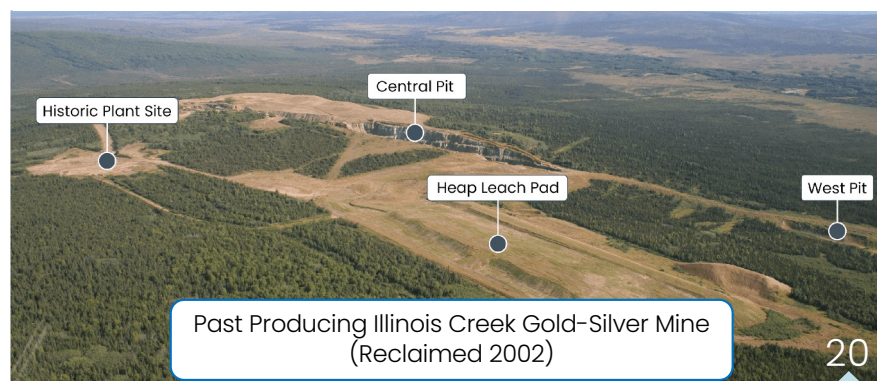 Central Pit
Historic Plant Site
Heap Leach Pad
West Pit
Past Producing Illinois Creek Gold-Silver Mine
(Reclaimed 2002)
20